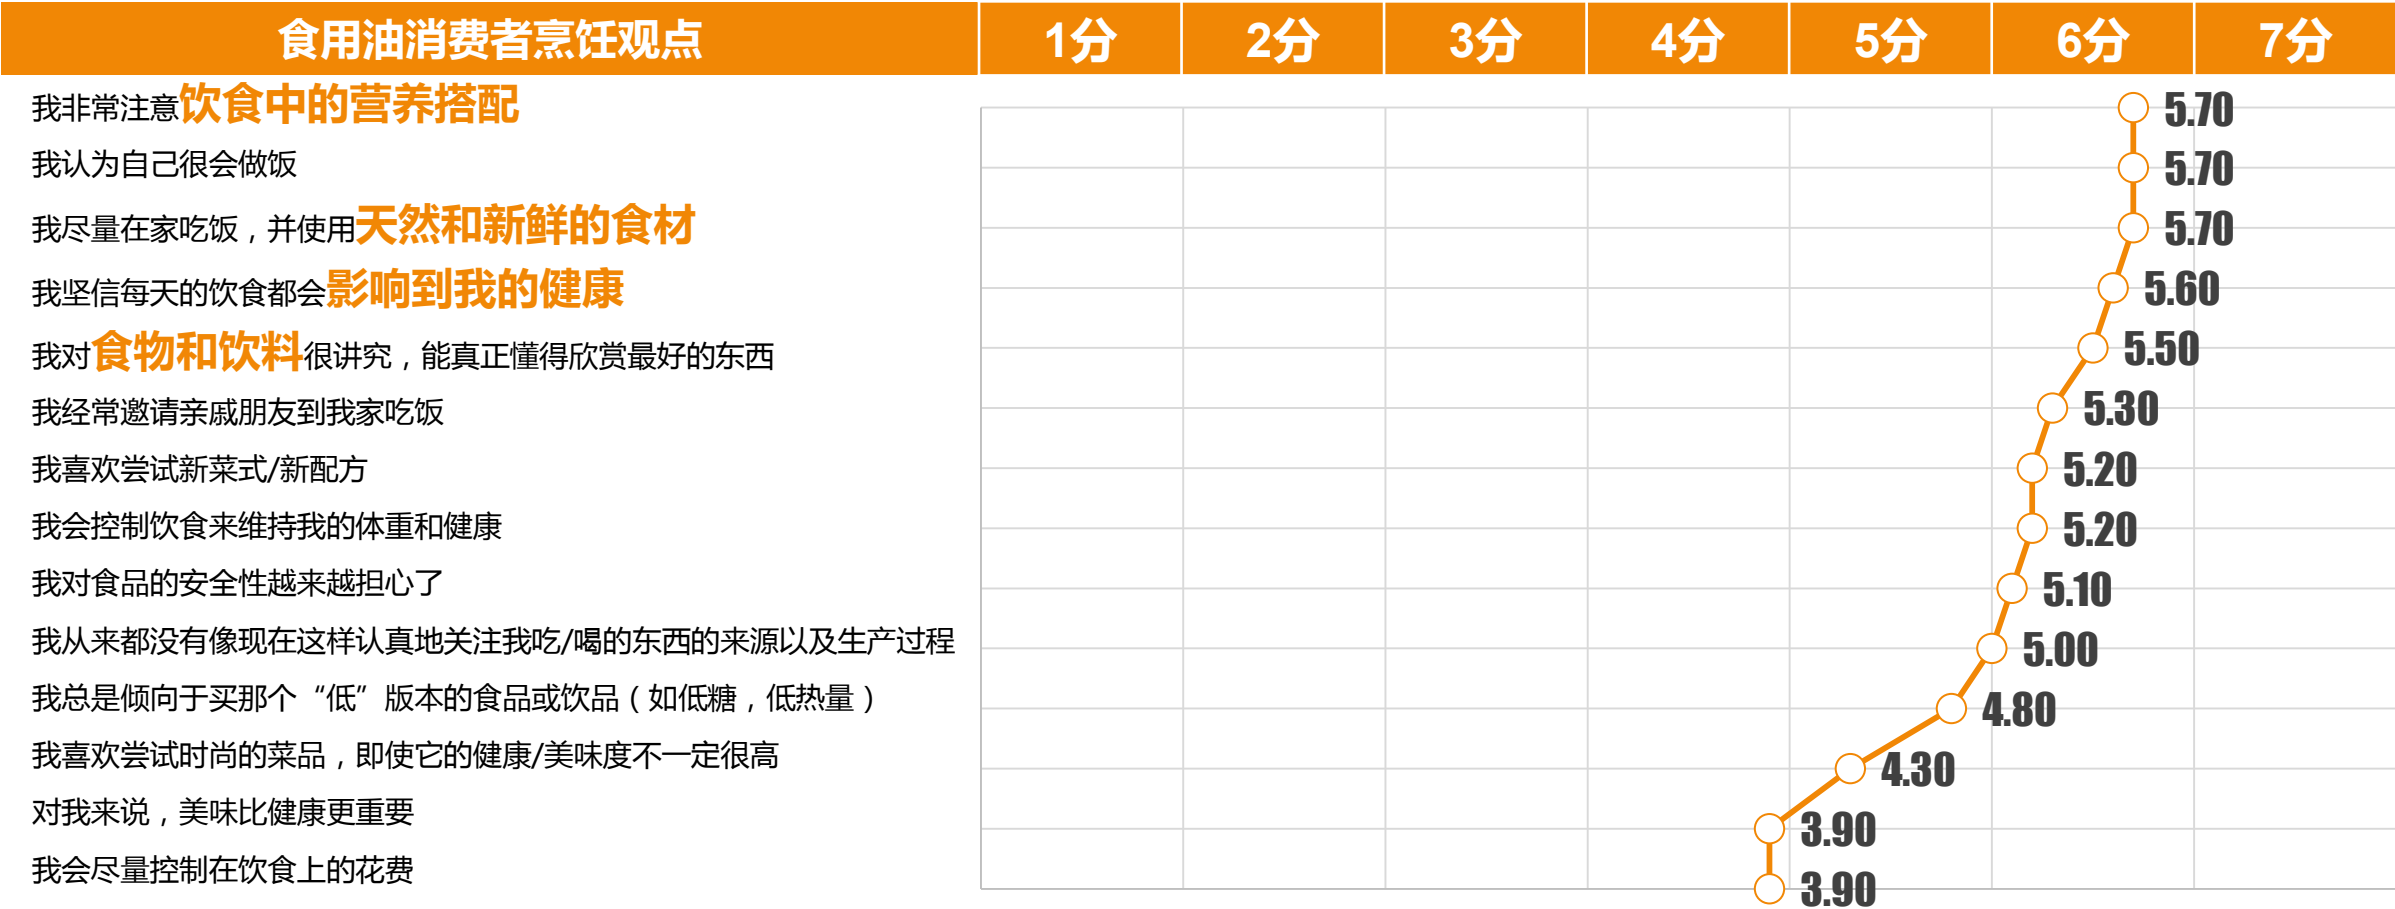 食用油消费者烹饪观点 1分 2分 3分 4分 5分 6分 7分
我非常注意饮食中的营养搭配 5.70
我认为自己很会做饭 5.70
我尽量在家吃饭，并使用天然和新鲜的食材 5.70
我坚信每天的饮食都会影响到我的健康 5.60
我对食物和饮料很讲究，能真正懂得欣赏最好的东西 5.50
我经常邀请亲戚朋友到我家吃饭 5.30
我喜欢尝试新菜式/新配方 5.20
我会控制饮食来维持我的体重和健康 5.20
我对食品的安全性越来越担心了 5.10
我从来都没有像现在这样认真地关注我吃/喝的东西的来源以及生产过程 5.00
我总是倾向于买那个“低”版本的食品或饮品（如低糖，低热量） 4.80
我喜欢尝试时尚的菜品，即使它的健康/美味度不一定很高 4.30
对我来说，美味比健康更重要 3.90
我会尽量控制在饮食上的花费 3.90